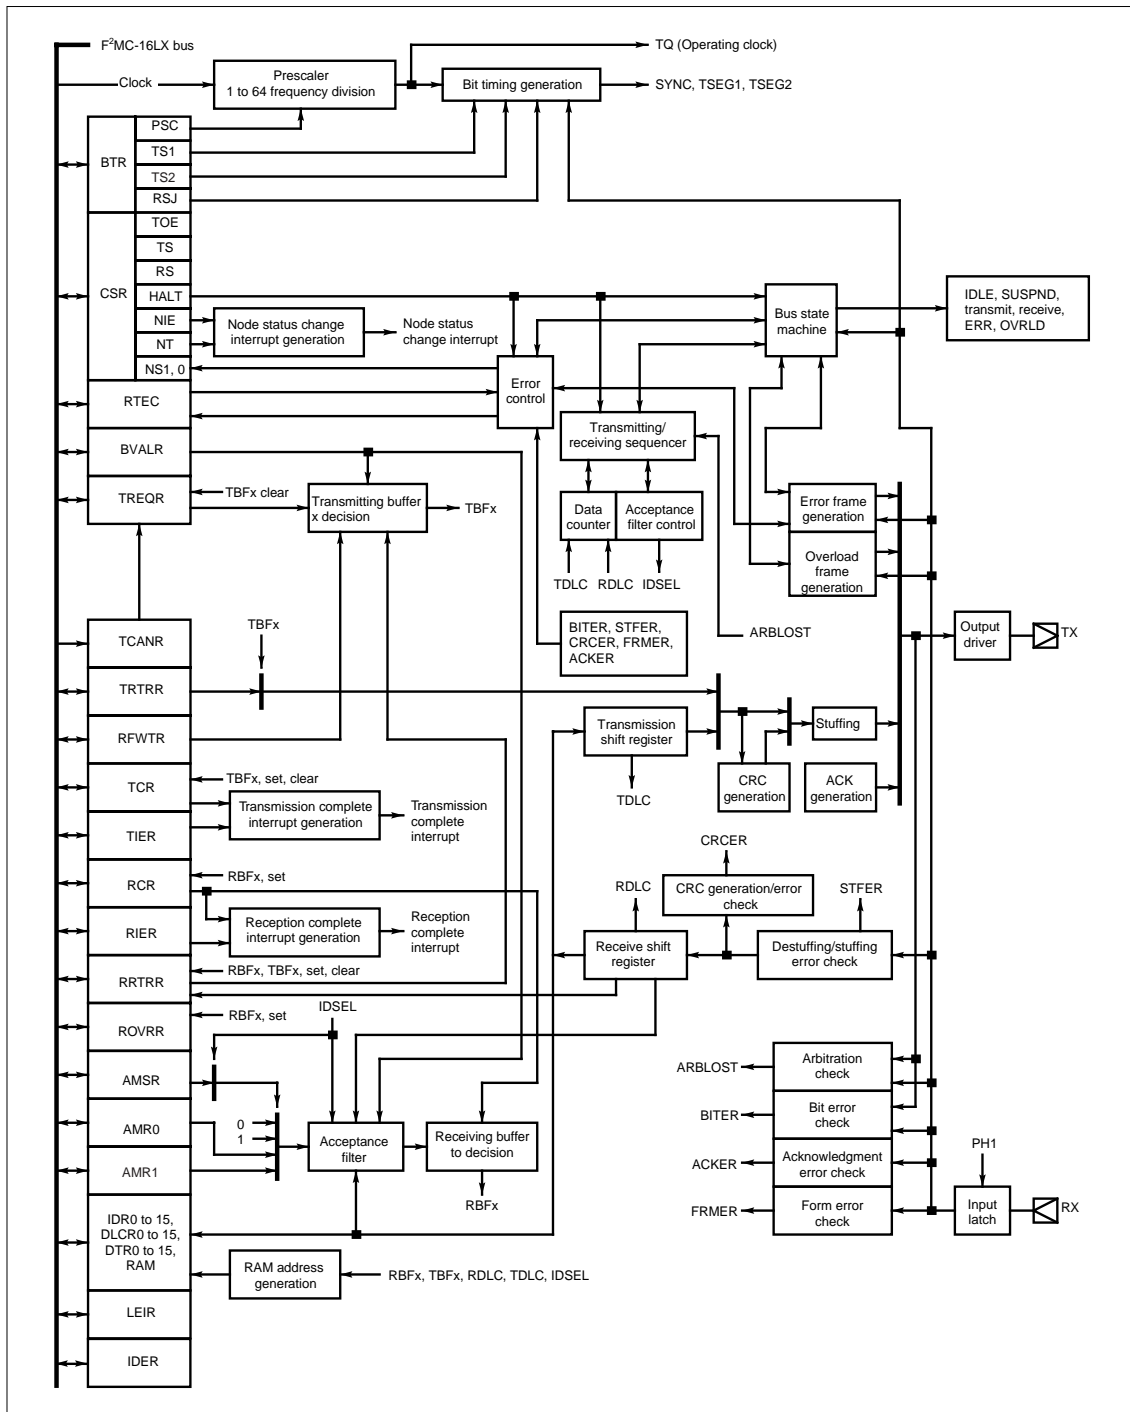 F²MC-16LX bus
TQ (Operating clock)
Clock
Prescaler
1 to 64 frequency division
Bit timing generation
SYNC, TSEG1, TSEG2
BTR
PSC
TS1
TS2
RSJ
CSR
TOE
TS
RS
HALT
NIE
NT
NS1, 0
Node status change
interrupt generation
Node status
change interrupt
Bus state
machine
IDLE, SUSPND,
transmit, receive,
ERR, OVRLD
Error
control
RTEC
Transmitting/
receiving sequencer
BVALR
TREQR
TBFx clear
Transmitting buffer
x decision
TBFx
Data
counter
Acceptance
filter control
Error frame
generation
Overload
frame
generation
TDLC
RDLC
IDSEL
BITER, STFER,
CRCER, FRMER,
ACKER
ARBLOST
Output
driver
TX
TCANR
TBFx
TRTRR
RFWTR
Transmission
shift register
Stuffing
TDLC
CRC
generation
ACK
generation
TCR
TBFx, set, clear
Transmission complete
interrupt generation
Transmission
complete
interrupt
TIER
RCR
RBFx, set
CRCER
RDLC
CRC generation/error
check
STFER
RIER
Reception complete
interrupt generation
Reception
complete
interrupt
Receive shift
register
Destuffing/stuffing
error check
RRTRR
RBFx, TBFx, set, clear
ROVRR
RBFx, set
IDSEL
AMSR
ARBLOST
Arbitration
check
AMR0
0
1
Acceptance
filter
Receiving buffer
to decision
BITER
Bit error
check
AMR1
ACKER
Acknowledgment
error check
PH1
RBFx
FRMER
Form error
check
Input
latch
RX
IDR0 to 15,
DLCR0 to 15,
DTR0 to 15,
RAM
RAM address
generation
RBFx, TBFx, RDLC, TDLC, IDSEL
LEIR
IDER